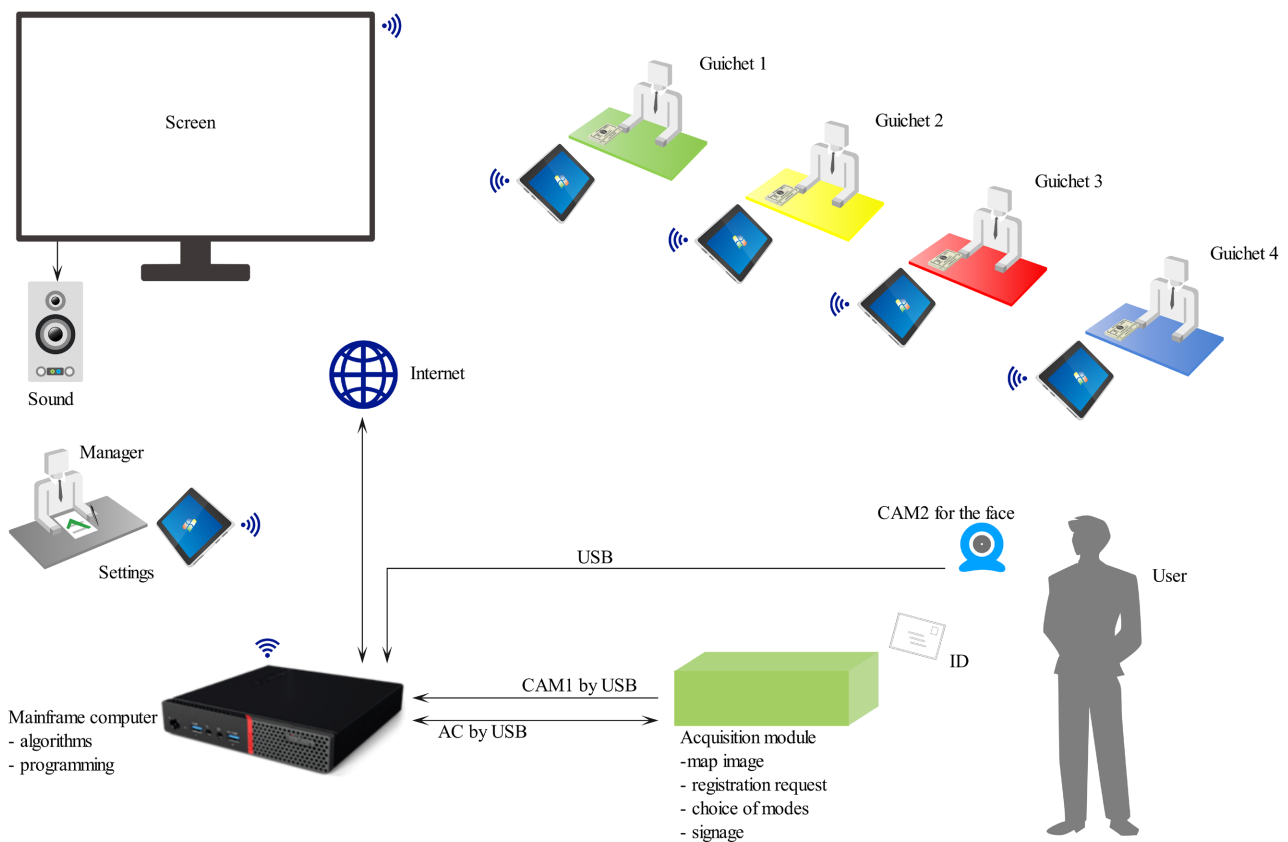 Screen
Guichet 1
Guichet 2
Guichet 3
Guichet 4
Sound
Internet
Manager
Settings
CAM2 for the face
USB
User
ID
CAM1 by USB
AC by USB
Mainframe computer
- algorithms
- programming
Acquisition module
-map image
- registration request
- choice of modes
- signage